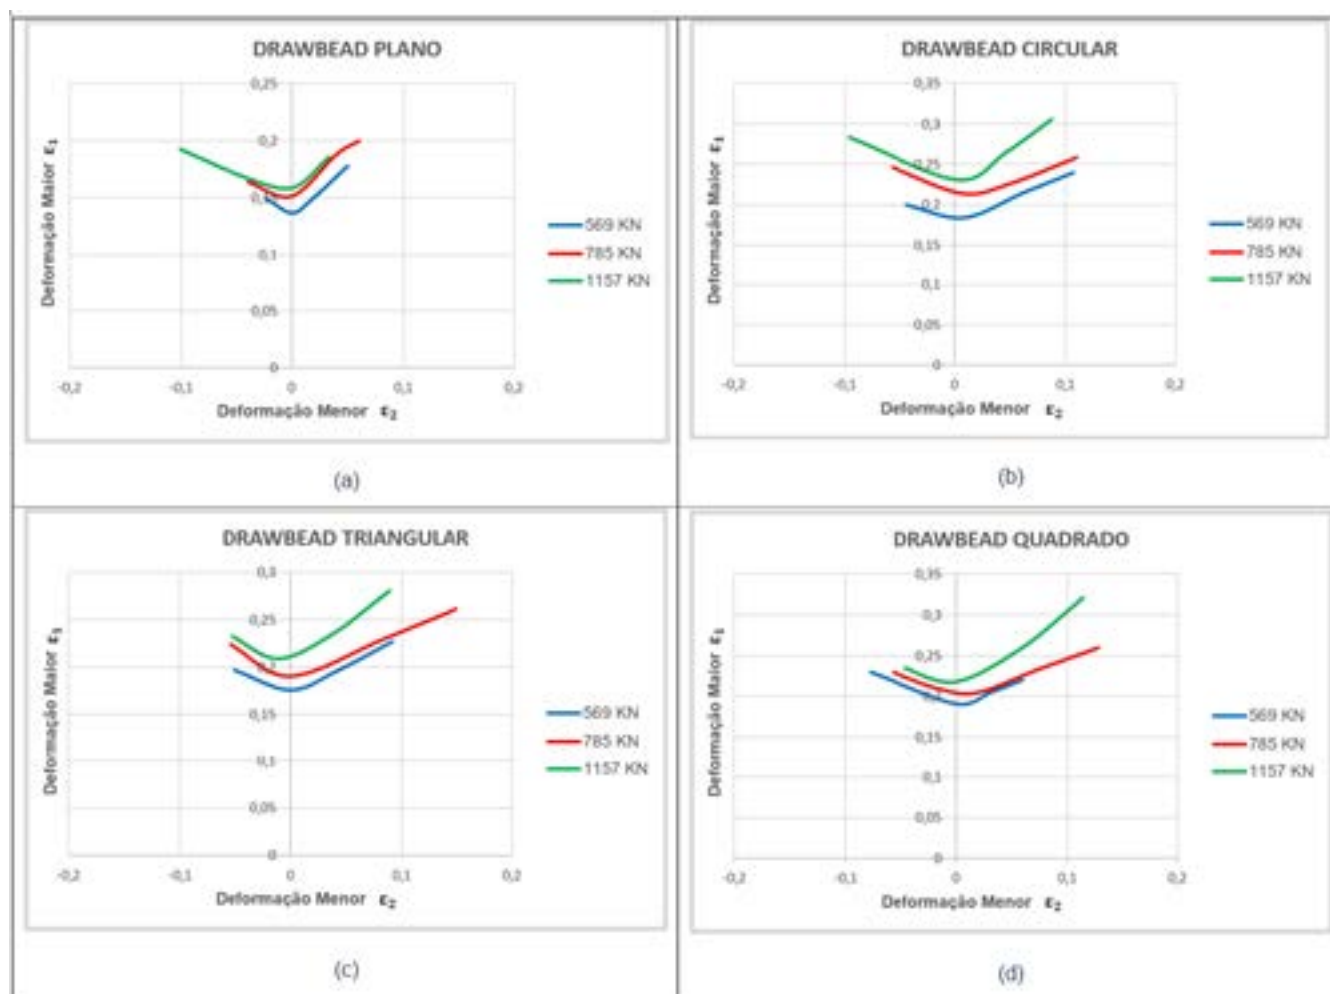 DRAWBEAD PLANO
0,25
0,2
0,1
0,05
0
-0,2
-0,1
0
0,1
0,2
Deformação Maior ε1
Deformação Menor ε2
569 KN
785 KN
1157 KN
(a)
DRAWBEAD CIRCULAR
0,35
0,3
0,25
0,2
0,15
0,1
0,05
0
-0,2
-0,1
0
0,1
0,2
Deformação Maior ε1
Deformação Menor ε2
569 KN
785 KN
1157 KN
(b)
DRAWBEAD TRIANGULAR
0,3
0,25
0,15
0,1
0,05
0
-0,2
-0,1
0
0,1
0,2
Deformação Maior ε1
Deformação Menor ε2
569 KN
785 KN
1157 KN
(c)
DRAWBEAD QUADRADO
0,35
0,3
0,25
0,15
0,1
0,05
0
-0,2
-0,1
0
0,1
0,2
Deformação Maior ε1
Deformação Menor ε2
569 KN
785 KN
1157 KN
(d)